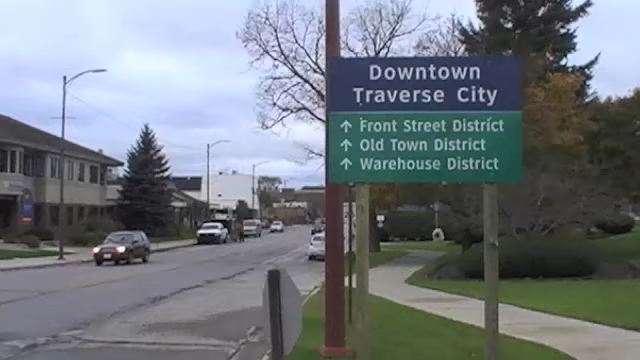 Downtown
Traverse City
↑ Front Street District
↑ Old Town District
↑ Warehouse District